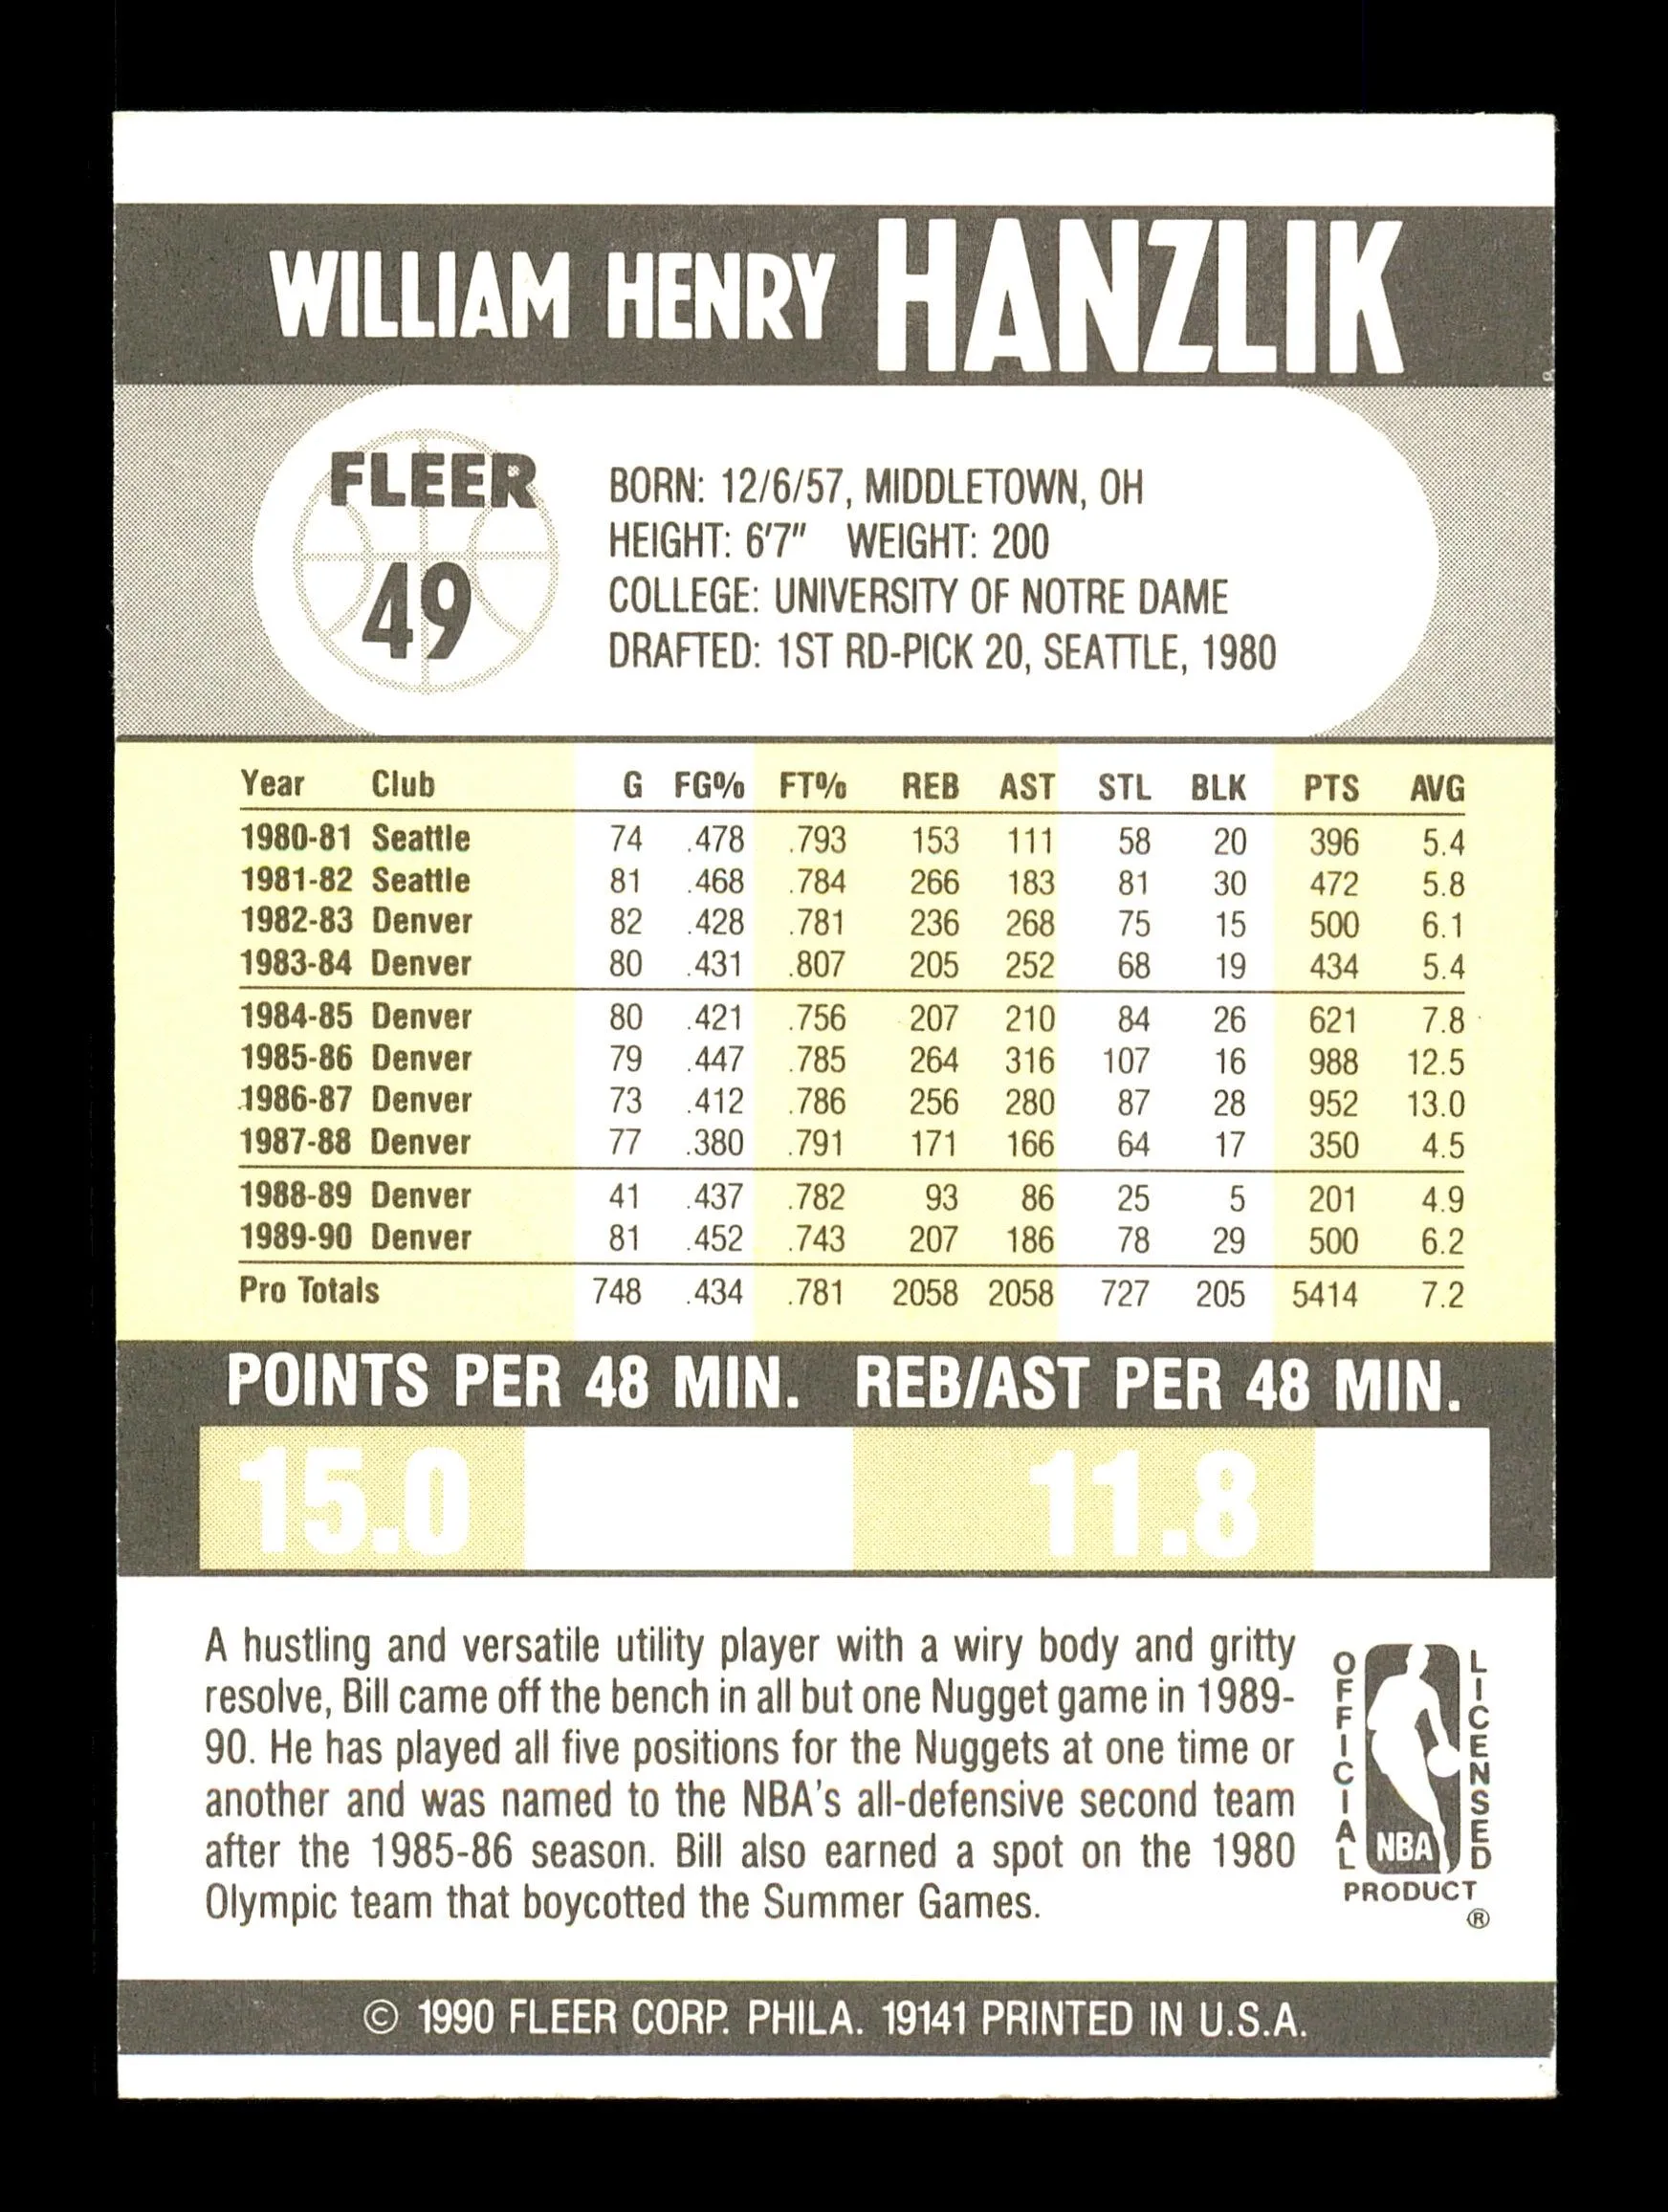 WILLIAM HENRY HANZLIK
FLEER
49
BORN: 12/6/57, MIDDLETOWN, OH
HEIGHT: 6'7" WEIGHT: 200
COLLEGE: UNIVERSITY OF NOTRE DAME
DRAFTED: 1ST RD-PICK 20, SEATTLE, 1980
Year Club G FG% FT% REB AST STL BLK PTS AVG
1980-81 Seattle 74 .478 .793 153 111 58 20 396 5.4
1981-82 Seattle 81 .468 .784 266 183 81 30 472 5.8
1982-83 Denver 82 .428 .781 236 268 75 15 500 6.1
1983-84 Denver 80 .431 .807 205 252 68 19 434 5.4
1984-85 Denver 80 .421 .756 207 210 84 26 621 7.8
1985-86 Denver 79 .447 .785 264 316 107 16 988 12.5
1986-87 Denver 73 .412 .786 256 280 87 28 952 13.0
1987-88 Denver 77 .380 .791 171 166 64 17 350 4.5
1988-89 Denver 41 .437 .782 93 86 25 5 201 4.9
1989-90 Denver 81 .452 .743 207 186 78 29 500 6.2
Pro Totals 748 .434 .781 2058 2058 727 205 5414 7.2
POINTS PER 48 MIN. REB/AST PER 48 MIN.
15.0 11.8
A hustling and versatile utility player with a wiry body and gritty
resolve, Bill came off the bench in all but one Nugget game in 1989-
90. He has played all five positions for the Nuggets at one time or
another and was named to the NBA's all-defensive second team
after the 1985-86 season. Bill also earned a spot on the 1980
Olympic team that boycotted the Summer Games.
OFFICIAL
LICENSED
NBA
PRODUCT
®
© 1990 FLEER CORP. PHILA. 19141 PRINTED IN U.S.A.